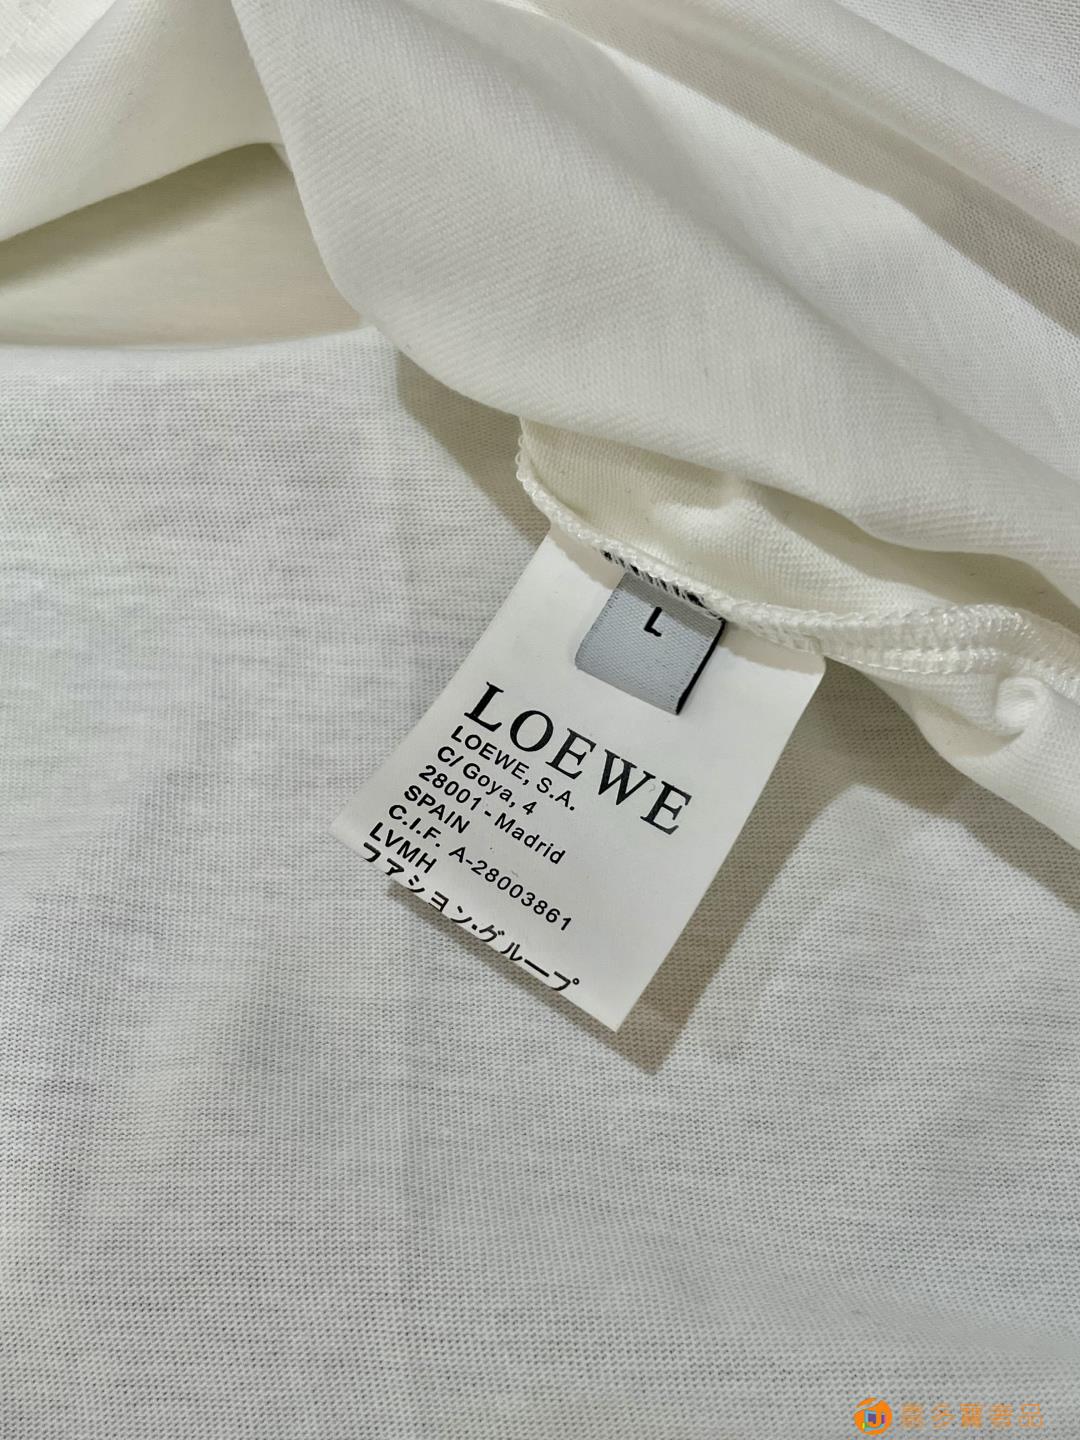 L
LOEWE
LOEWE, S.A.
C/ Goya, 4
28001 - Madrid
SPAIN
C.I.F. A-28003861
LVMH
ファション・グループ